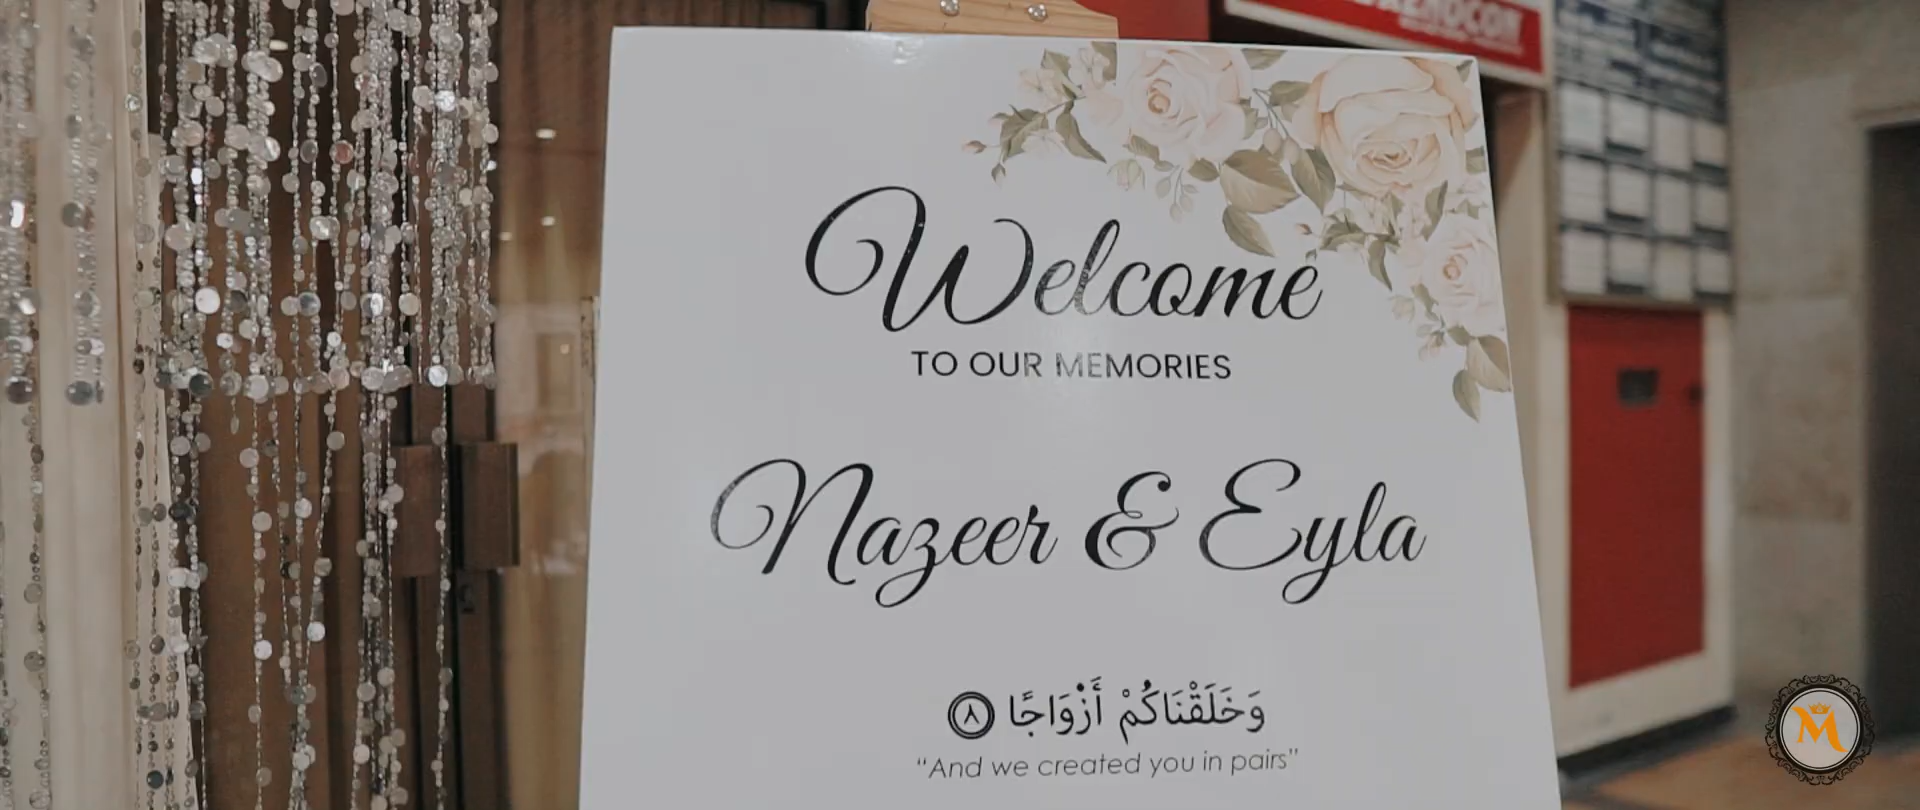 Welcome
TO OUR MEMORIES
Nazeer & Eyla
وَخَلَقْنَاكُمْ أَزْوَاجًا ٨
“And we created you in pairs”
M